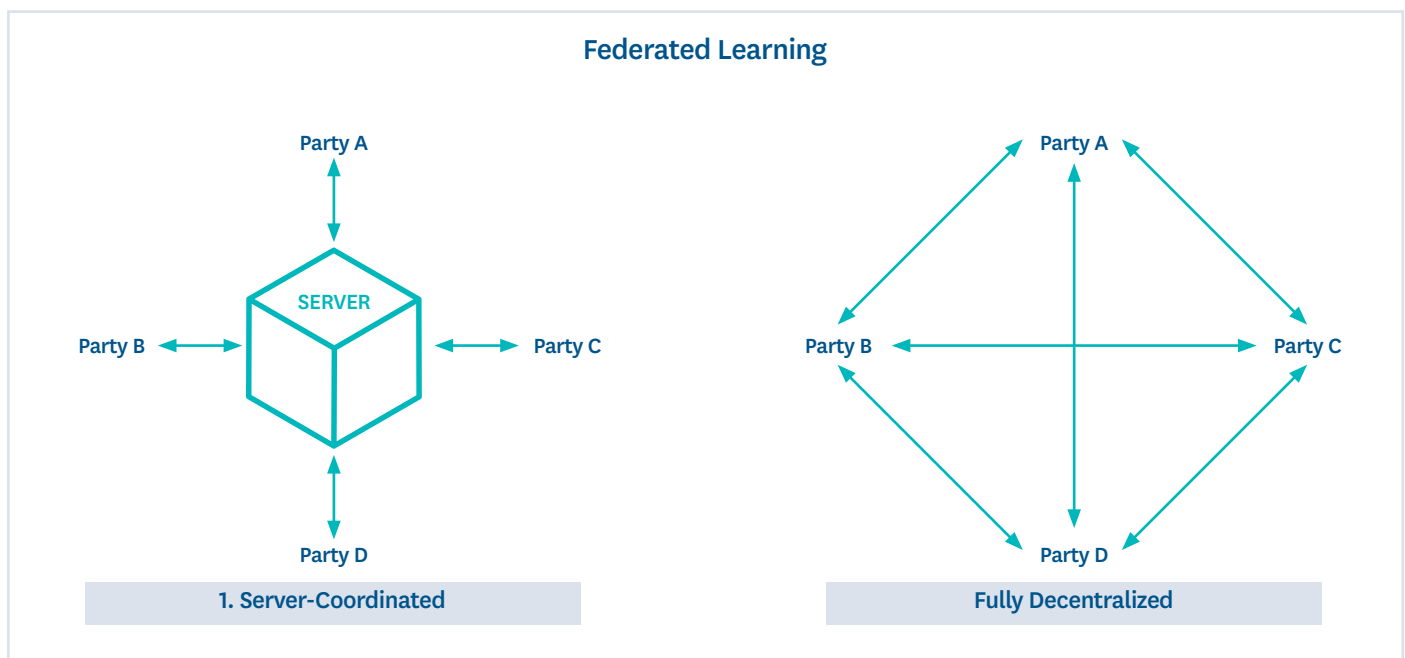 Federated Learning
Party A
SERVER
Party B
Party C
Party D
1. Server-Coordinated
Party A
Party B
Party C
Party D
Fully Decentralized